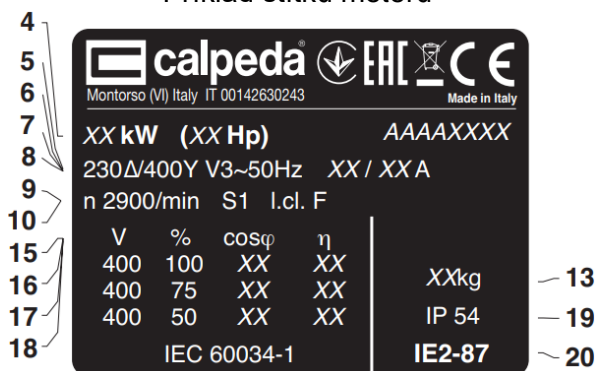 Příklad štítku motoru
4
5
6
7
8
9
10
15
16
17
18
calpeda®
EAC CE
Montorso (VI) Italy IT 00142630243
Made in Italy
XX kW (XX Hp) AAAAXXXX
230Δ/400Y V3~50Hz XX / XX A
n 2900/min S1 I.cl. F
V % cosφ η
400 100 XX XX
400 75 XX XX
400 50 XX XX
IEC 60034-1
XXkg
IP 54
IE2-87
13
19
20